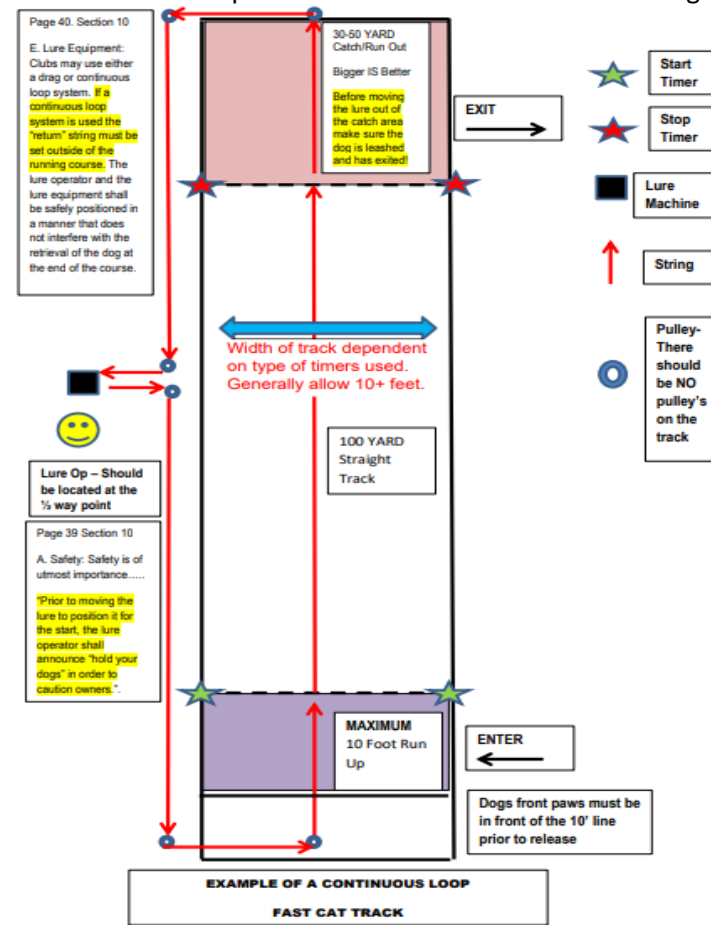 Page 40. Section 10
E. Lure Equipment:
Clubs may use either
a drag or continuous
loop system. If a
continuous loop
system is used the
"return" string must be
set outside of the
running course. The
lure operator and the
lure equipment shall
be safely positioned in
a manner that does
not interfere with the
retrieval of the dog at
the end of the course.
30-50 YARD
Catch/Run Out
Bigger IS Better
Before moving
the lure out of
the catch area
make sure the
dog is leashed
and has exited!
EXIT
Start
Timer
Stop
Timer
Lure
Machine
String
Pulley-
There
should
be NO
pulley's
on the
track
Width of track dependent
on type of timers used.
Generally allow 10+ feet.
100 YARD
Straight
Track
Lure Op – Should
be located at the
½ way point
Page 39 Section 10
A. Safety: Safety is of
utmost importance.....
"Prior to moving the
lure to position it for
the start, the lure
operator shall
announce "hold your
dogs" in order to
caution owners.".
MAXIMUM
10 Foot Run
Up
ENTER
Dogs front paws must be
in front of the 10' line
prior to release
EXAMPLE OF A CONTINUOUS LOOP
FAST CAT TRACK